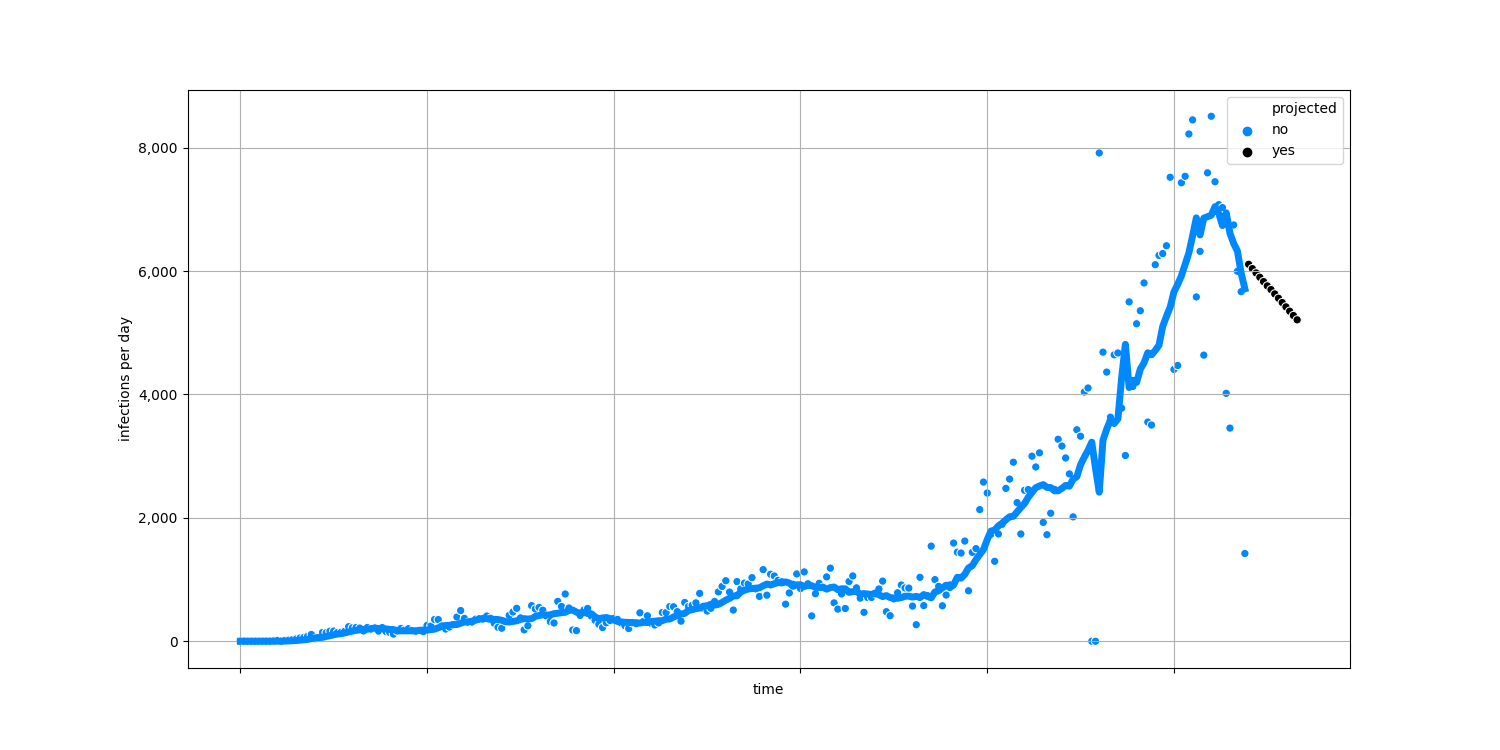 projected
no
yes
8,000
6,000
4,000
2,000
0
infections per day
time